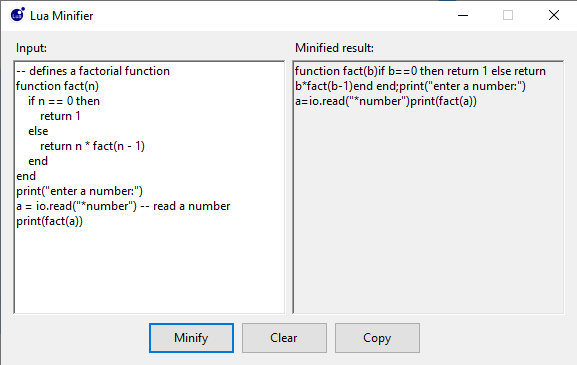 Lua Minifier
Input:
-- defines a factorial function
function fact(n)
    if n == 0 then
        return 1
    else
        return n * fact(n - 1)
    end
end
print("enter a number:")
a = io.read("*number") -- read a number
print(fact(a))
Minified result:
function fact(b)if b==0 then return 1 else return
b*fact(b-1)end end;print("enter a number:")
a=io.read("*number")print(fact(a))
Minify
Clear
Copy